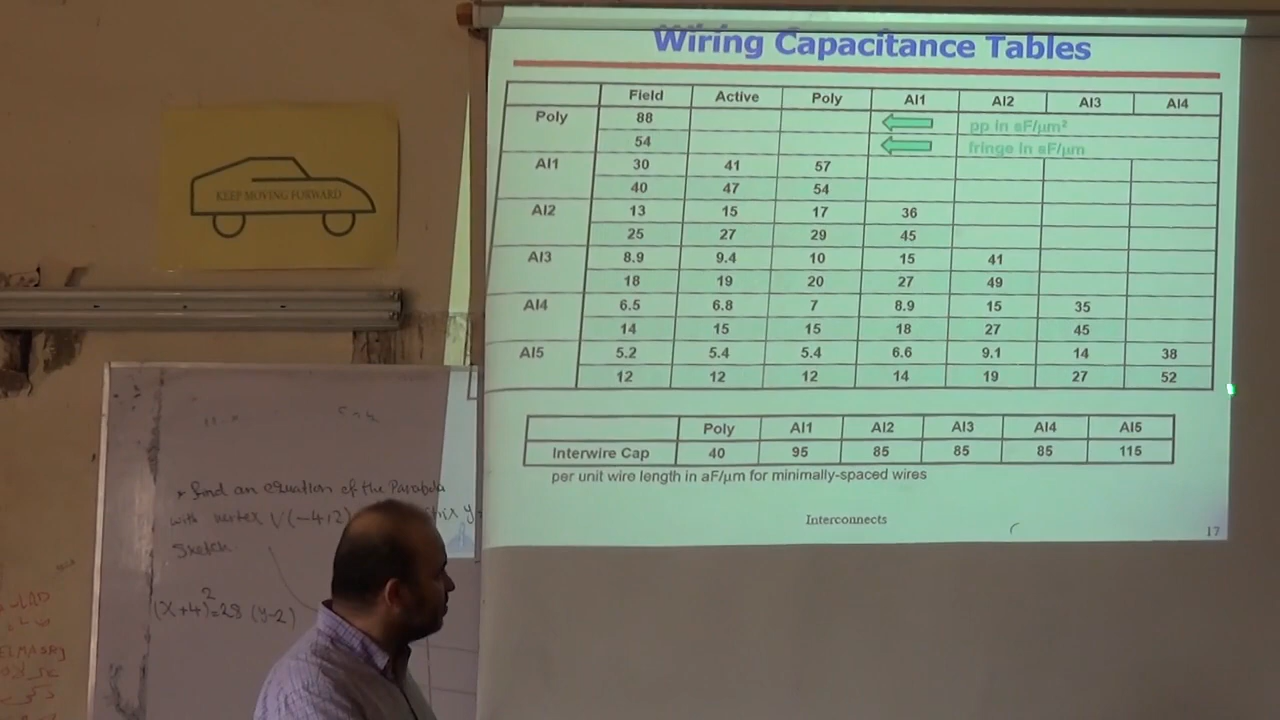 Wiring Capacitance Tables
Field Active Poly Al1 Al2 Al3 Al4
Poly 88 pp in aF/μm²
54 fringe in aF/μm
Al1 30 41 57
40 47 54
Al2 13 15 17 36
25 27 29 45
Al3 8.9 9.4 10 15 41
18 19 20 27 49
Al4 6.5 6.8 7 8.9 15 35
14 15 15 18 27 45
Al5 5.2 5.4 5.4 6.6 9.1 14 38
12 12 12 14 19 27 52
Poly Al1 Al2 Al3 Al4 Al5
Interwire Cap 40 95 85 85 85 115
per unit wire length in aF/μm for minimally-spaced wires
Interconnects
17
KEEP MOVING FORWARD
find an equation of the Parabola
with vertex V(-4,2)
Sketch
ELMASRY